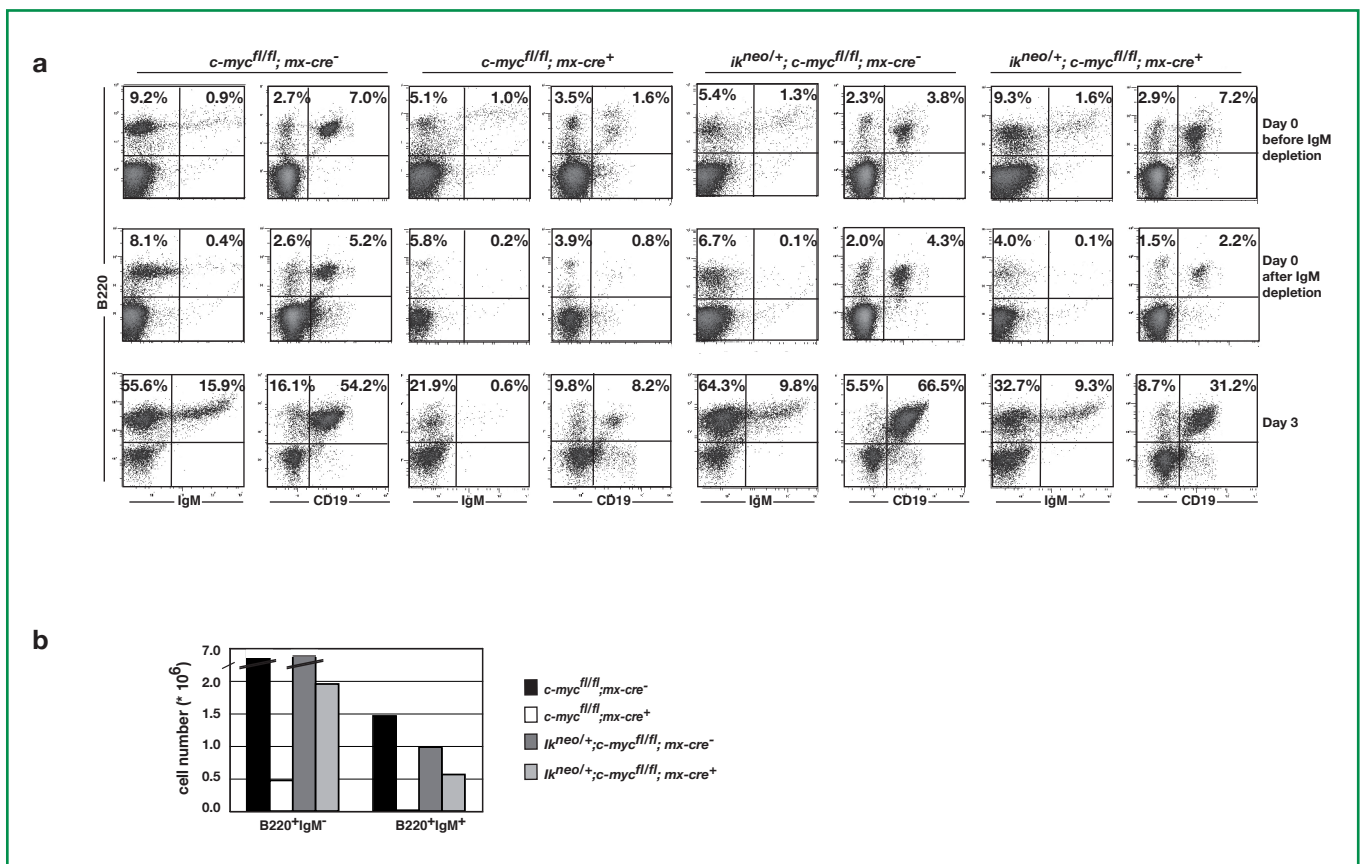 a
c-myc^fl/fl; mx-cre^- c-myc^fl/fl; mx-cre^+ ik^neo/+; c-myc^fl/fl; mx-cre^- ik^neo/+; c-myc^fl/fl; mx-cre^+
9.2% 0.9% 2.7% 7.0% 5.1% 1.0% 3.5% 1.6% 5.4% 1.3% 2.3% 3.8% 9.3% 1.6% 2.9% 7.2%
Day 0
before IgM
depletion
8.1% 0.4% 2.6% 5.2% 5.8% 0.2% 3.9% 0.8% 6.7% 0.1% 2.0% 4.3% 4.0% 0.1% 1.5% 2.2%
Day 0
after IgM
depletion
B220
55.6% 15.9% 16.1% 54.2% 21.9% 0.6% 9.8% 8.2% 64.3% 9.8% 5.5% 66.5% 32.7% 9.3% 8.7% 31.2%
Day 3
IgM CD19 IgM CD19 IgM CD19 IgM CD19
b
cell number (* 10^6)
7.0
2.0
1.5
1.0
0.5
0.0
B220^+IgM^- B220^+IgM^+
c-myc^fl/fl;mx-cre^-
c-myc^fl/fl;mx-cre^+
Ik^neo/+;c-myc^fl/fl; mx-cre^-
Ik^neo/+;c-myc^fl/fl; mx-cre^+